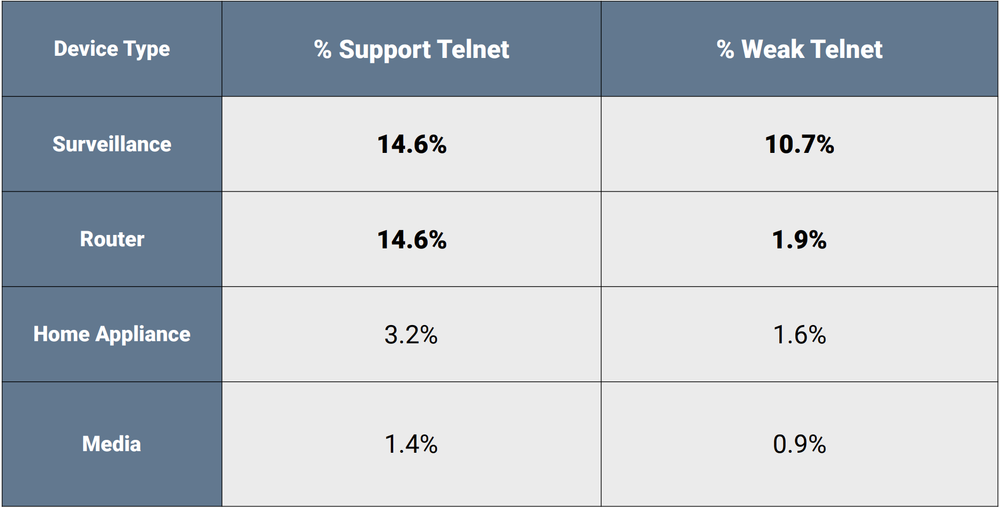 Device Type % Support Telnet % Weak Telnet
Surveillance 14.6% 10.7%
Router 14.6% 1.9%
Home Appliance 3.2% 1.6%
Media 1.4% 0.9%